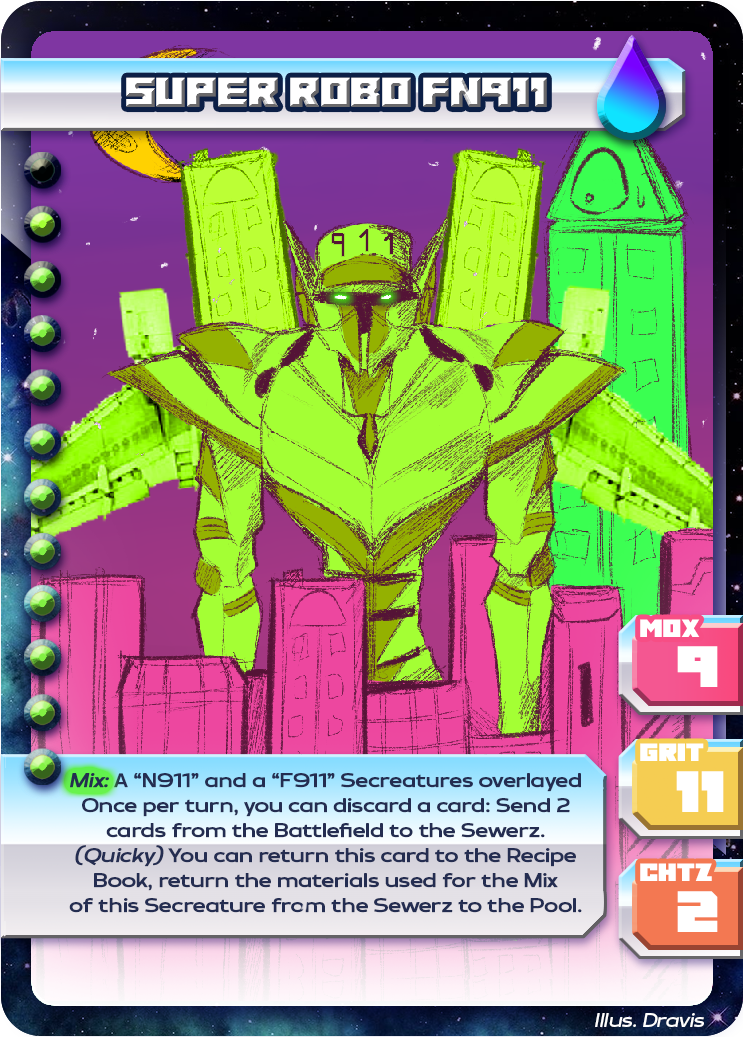 SUPER ROBO FN911
911
MOX
9
GRIT
11
CHTZ
2
Mix: A “N911” and a “F911” Secreatures overlayed
Once per turn, you can discard a card: Send 2
cards from the Battlefield to the Sewerz.
(Quicky) You can return this card to the Recipe
Book, return the materials used for the Mix
of this Secreature from the Sewerz to the Pool.
Illus. Dravis